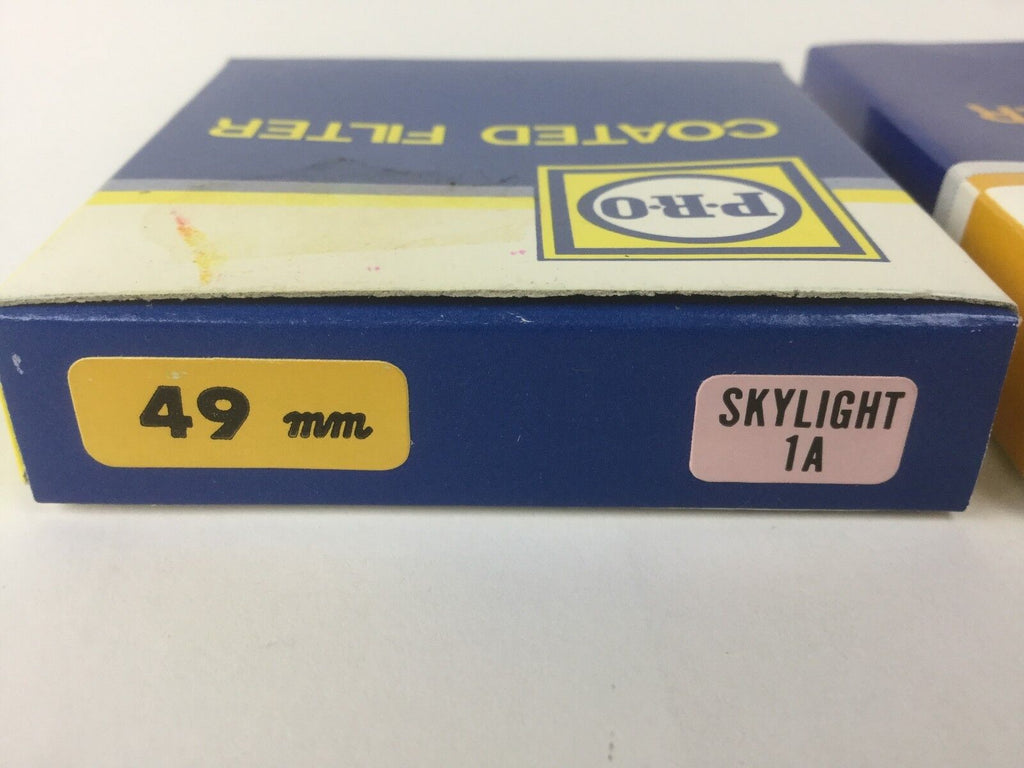 COATED FILTER
P·R·O
49 mm
SKYLIGHT
1A